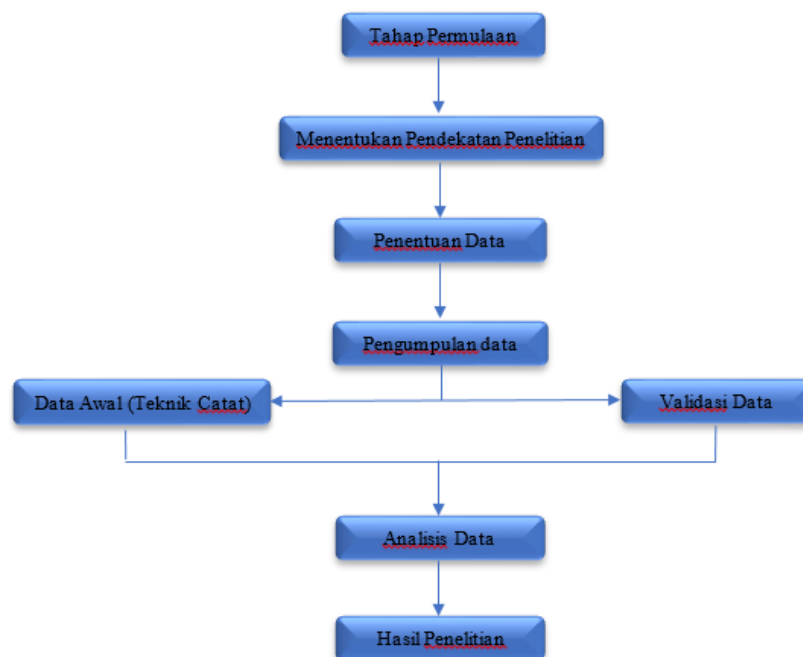 Tahap Permulaan
Menentukan Pendekatan Penelitian
Penentuan Data
Pengumpulan data
Data Awal (Teknik Catat)
Validasi Data
Analisis Data
Hasil Penelitian